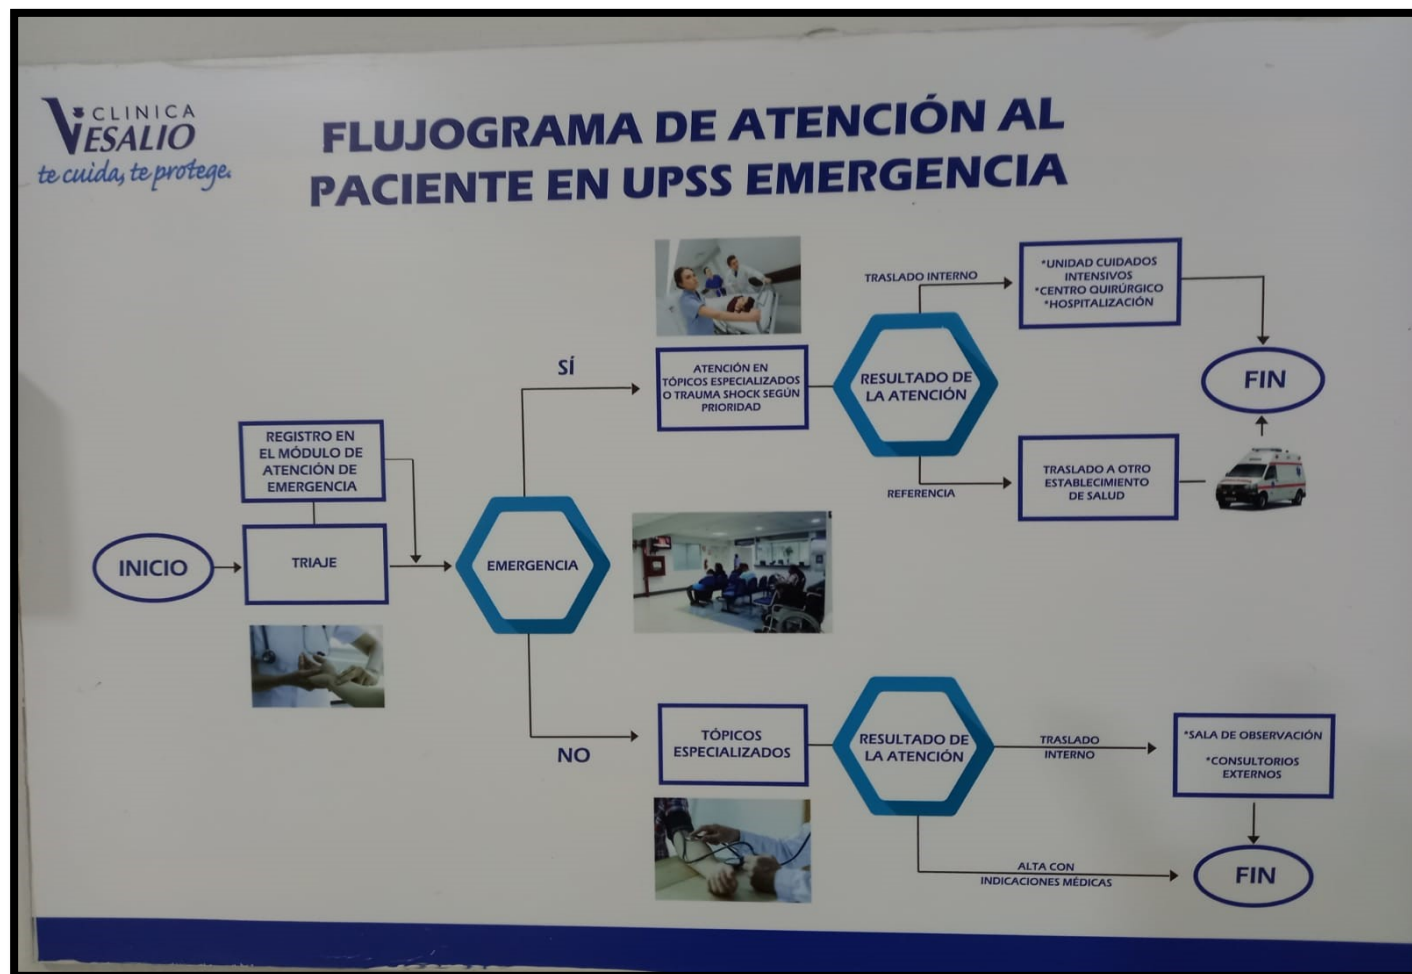 CLINICA
VESALIO
te cuida, te protege.
FLUJOGRAMA DE ATENCIÓN AL
PACIENTE EN UPSS EMERGENCIA
INICIO
REGISTRO EN
EL MÓDULO DE
ATENCIÓN DE
EMERGENCIA
TRIAJE
EMERGENCIA
SÍ
ATENCIÓN EN
TÓPICOS ESPECIALIZADOS
O TRAUMA SHOCK SEGÚN
PRIORIDAD
RESULTADO DE
LA ATENCIÓN
TRASLADO INTERNO
*UNIDAD CUIDADOS
INTENSIVOS
*CENTRO QUIRÚRGICO
*HOSPITALIZACIÓN
FIN
REFERENCIA
TRASLADO A OTRO
ESTABLECIMIENTO
DE SALUD
NO
TÓPICOS
ESPECIALIZADOS
RESULTADO DE
LA ATENCIÓN
TRASLADO
INTERNO
*SALA DE OBSERVACIÓN
*CONSULTORIOS
EXTERNOS
ALTA CON
INDICACIONES MÉDICAS
FIN